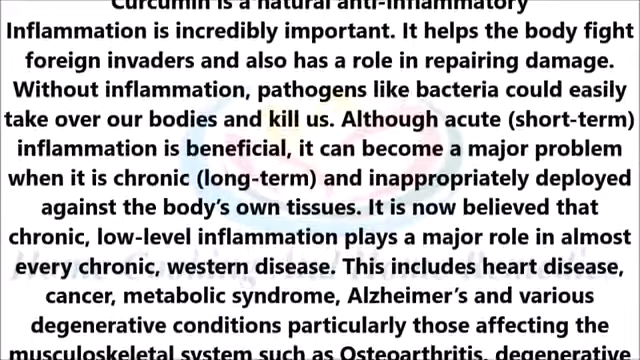 Curcumin is a natural anti-inflammatory
Inflammation is incredibly important. It helps the body fight
foreign invaders and also has a role in repairing damage.
Without inflammation, pathogens like bacteria could easily
take over our bodies and kill us. Although acute (short-term)
inflammation is beneficial, it can become a major problem
when it is chronic (long-term) and inappropriately deployed
against the body’s own tissues. It is now believed that
chronic, low-level inflammation plays a major role in almost
every chronic, western disease. This includes heart disease,
cancer, metabolic syndrome, Alzheimer’s and various
degenerative conditions particularly those affecting the
musculoskeletal system such as Osteoarthritis, degenerative